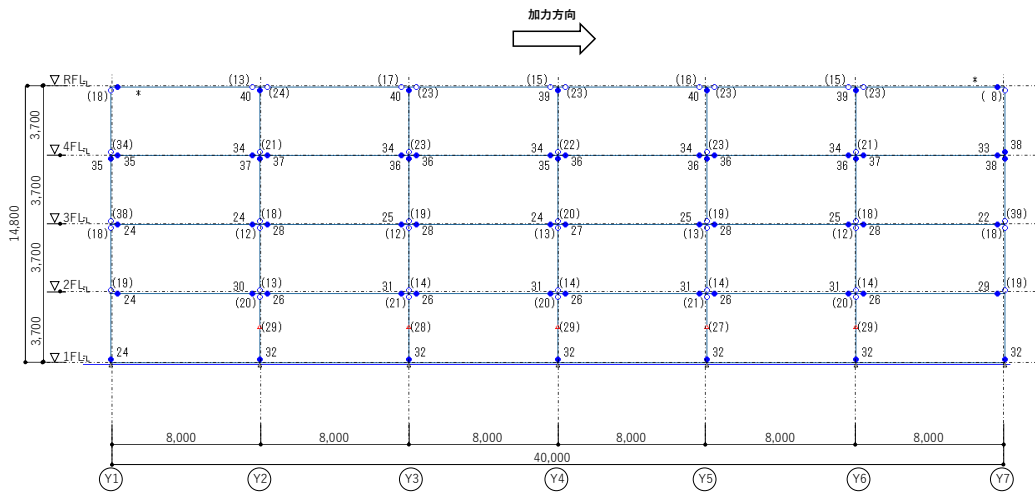 加力方向
▽ RFL
(13) (17) (15) (16) (15) *
(18) * 40 (24) 40 (23) 39 (23) 40 (23) 39 (23) ( 8)
3,700
▽ 4FL
(34) 34 (21) 34 (23) 34 (22) 34 (23) 34 (21) 33 38
35 35 37 37 36 36 35 36 36 36 36 37 38
3,700
14,800
▽ 3FL
(38) 24 (18) 25 (19) 24 (20) 25 (19) 25 (18) 22 (39)
(18) 24 (12) 28 (12) 28 (13) 27 (13) 28 (12) 28 (18)
3,700
▽ 2FL
(19) 30 (13) 31 (14) 31 (14) 31 (14) 31 (14) 29 (19)
24 (20) 26 (21) 26 (20) 26 (21) 26 (20) 26
3,700
(29) (28) (29) (27) (29)
▽ 1FL
24 32 32 32 32 32 32
8,000 8,000 8,000 8,000 8,000 8,000
40,000
Y1 Y2 Y3 Y4 Y5 Y6 Y7